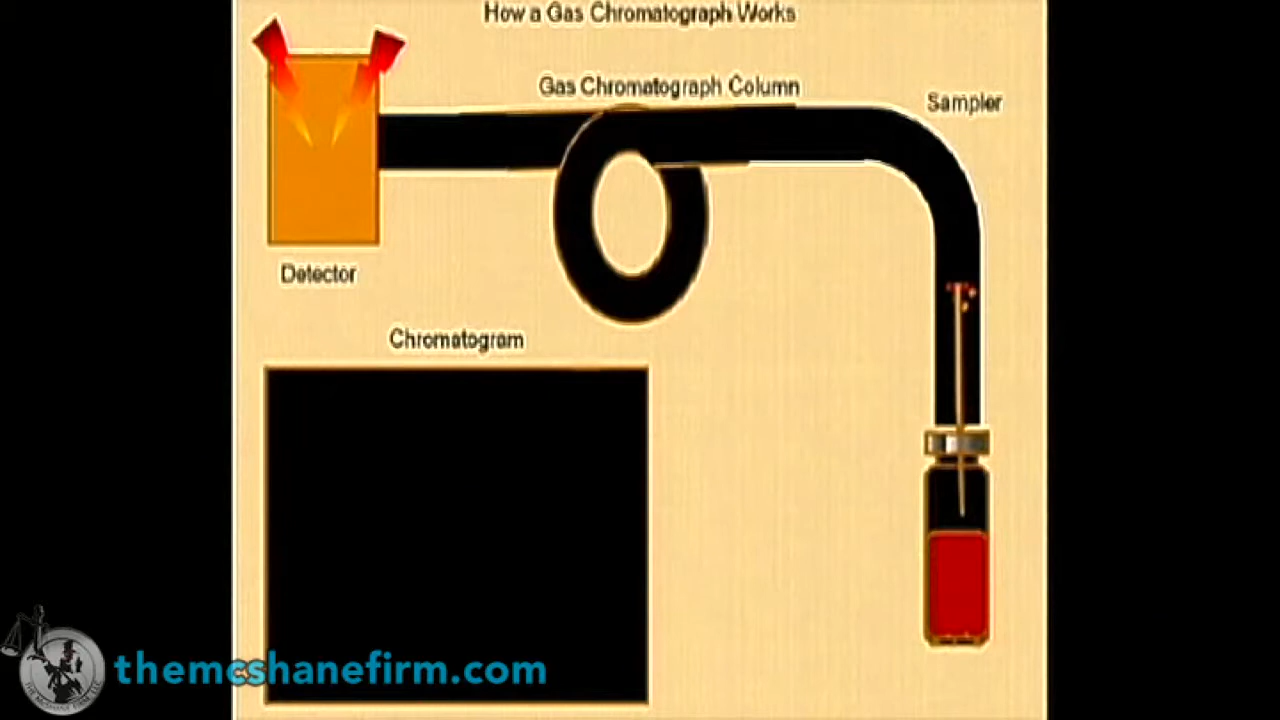 How a Gas Chromatograph Works
Gas Chromatograph Column
Sampler
Detector
Chromatogram
themcshanefirm.com